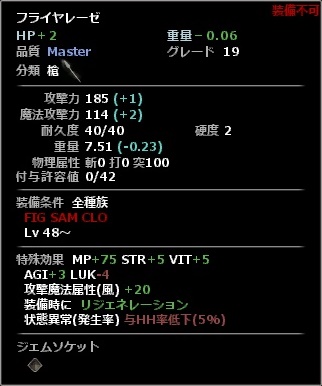 装備不可
フライヤレーゼ
HP+2 重量-0.06
品質 Master グレード 19
分類 槍
攻撃力 185 (+1)
魔法攻撃力 114 (+2)
耐久度 40/40 硬度 2
重量 7.51 (-0.23)
物理属性 斬0 打0 突100
付与許容値 0/42
装備条件 全種族
FIG SAM CLO
Lv 48～
特殊効果 MP+75 STR+5 VIT+5
AGI+3 LUK-4
攻撃魔法属性(風) +20
装備時に リジェネレーション
状態異常(発生率) 与HH率低下(5%)
ジェムソケット